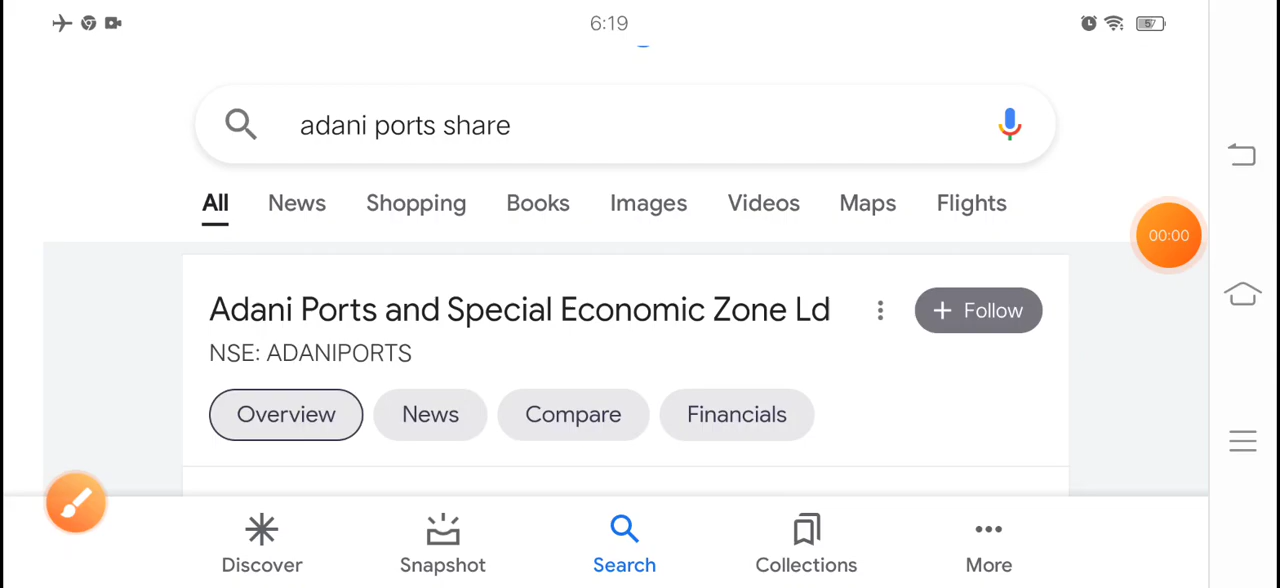 6:19
57
adani ports share
All News Shopping Books Images Videos Maps Flights
00:00
Adani Ports and Special Economic Zone Ld
+ Follow
NSE: ADANIPORTS
Overview News Compare Financials
Discover Snapshot Search Collections More